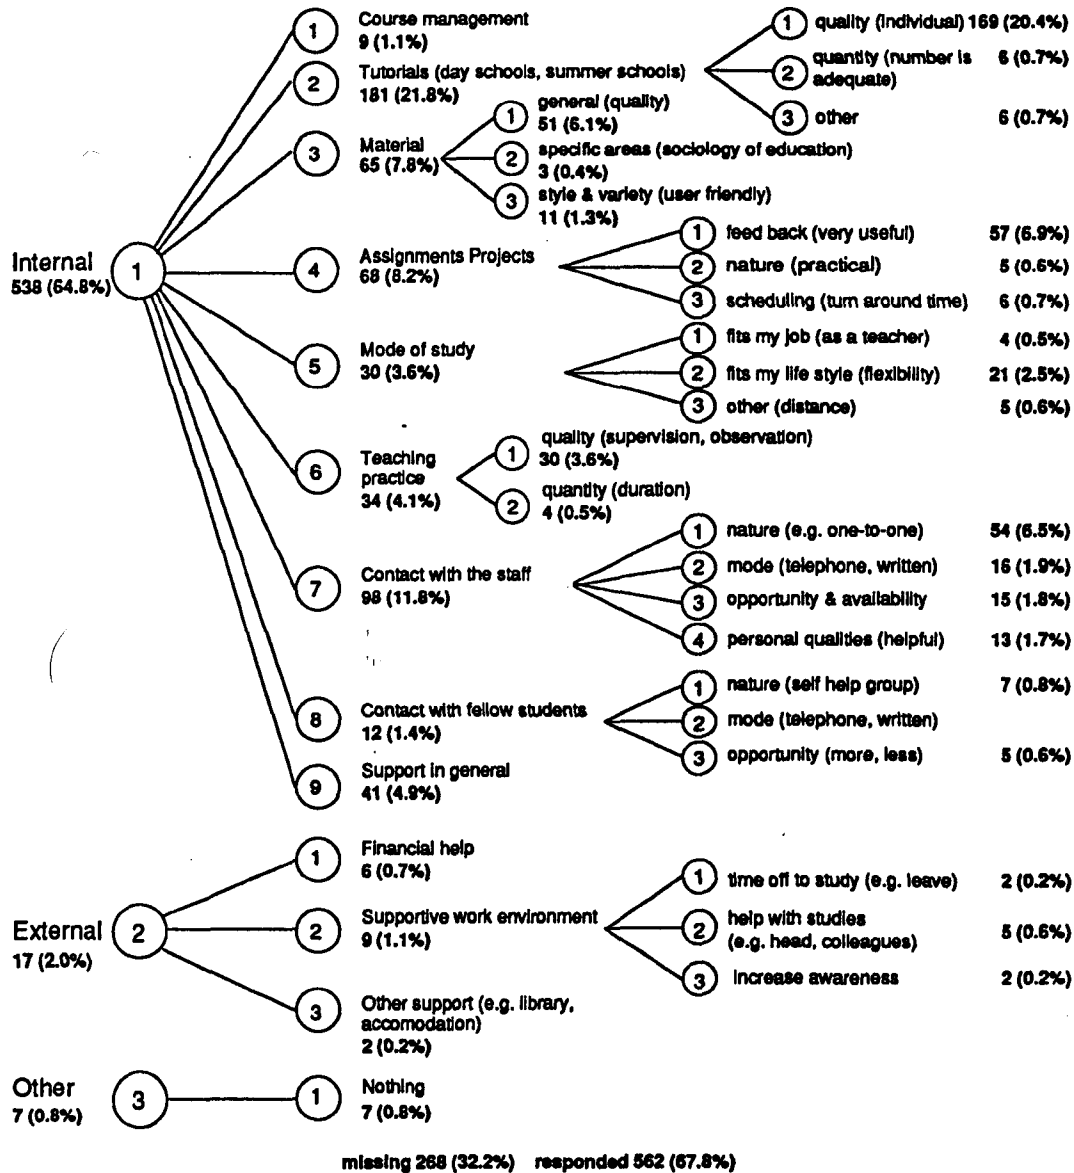 1 Course management
9 (1.1%)
2 Tutorials (day schools, summer schools)
181 (21.8%)
1 quality (individual) 169 (20.4%)
2 quantity (number is 6 (0.7%)
adequate)
3 other 6 (0.7%)
3 Material
65 (7.8%)
1 general (quality)
51 (6.1%)
2 specific areas (sociology of education)
3 (0.4%)
3 style & variety (user friendly)
11 (1.3%)
Internal 1
538 (64.8%)
4 Assignments Projects
68 (8.2%)
1 feed back (very useful) 57 (6.9%)
2 nature (practical) 5 (0.6%)
3 scheduling (turn around time) 6 (0.7%)
5 Mode of study
30 (3.6%)
1 fits my job (as a teacher) 4 (0.5%)
2 fits my life style (flexibility) 21 (2.5%)
3 other (distance) 5 (0.6%)
6 Teaching
practice
34 (4.1%)
1 quality (supervision, observation)
30 (3.6%)
2 quantity (duration)
4 (0.5%)
7 Contact with the staff
98 (11.8%)
1 nature (e.g. one-to-one) 54 (6.5%)
2 mode (telephone, written) 16 (1.9%)
3 opportunity & availability 15 (1.8%)
4 personal qualities (helpful) 13 (1.7%)
8 Contact with fellow students
12 (1.4%)
1 nature (self help group) 7 (0.8%)
2 mode (telephone, written)
3 opportunity (more, less) 5 (0.6%)
9 Support in general
41 (4.9%)
External 2
17 (2.0%)
1 Financial help
6 (0.7%)
2 Supportive work environment
9 (1.1%)
1 time off to study (e.g. leave) 2 (0.2%)
2 help with studies
(e.g. head, colleagues) 5 (0.6%)
3 increase awareness 2 (0.2%)
3 Other support (e.g. library,
accomodation)
2 (0.2%)
Other 3
7 (0.8%)
1 Nothing
7 (0.8%)
missing 268 (32.2%) responded 562 (67.8%)